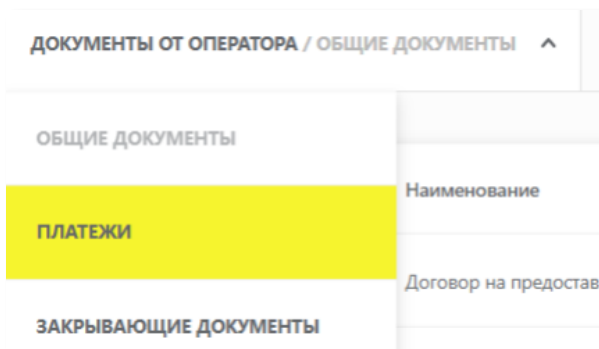 ДОКУМЕНТЫ ОТ ОПЕРАТОРА / ОБЩИЕ ДОКУМЕНТЫ
ОБЩИЕ ДОКУМЕНТЫ
Наименование
ПЛАТЕЖИ
Договор на предостав
ЗАКРЫВАЮЩИЕ ДОКУМЕНТЫ